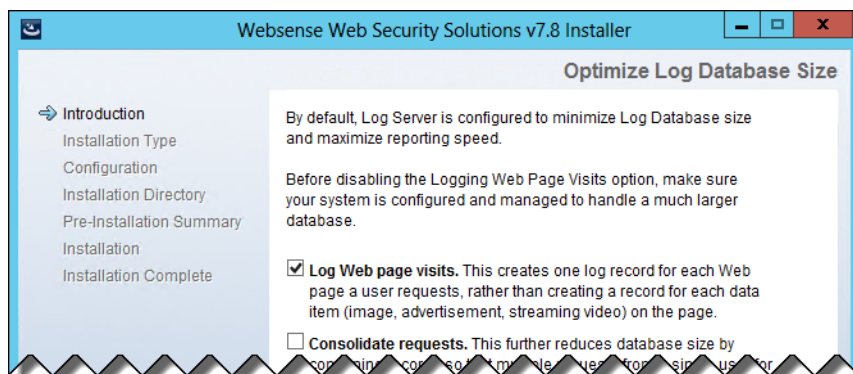 Websense Web Security Solutions v7.8 Installer
Optimize Log Database Size
Introduction
Installation Type
Configuration
Installation Directory
Pre-Installation Summary
Installation
Installation Complete
By default, Log Server is configured to minimize Log Database size
and maximize reporting speed.
Before disabling the Logging Web Page Visits option, make sure
your system is configured and managed to handle a much larger
database.
Log Web page visits. This creates one log record for each Web
page a user requests, rather than creating a record for each data
item (image, advertisement, streaming video) on the page.
Consolidate requests. This further reduces database size by